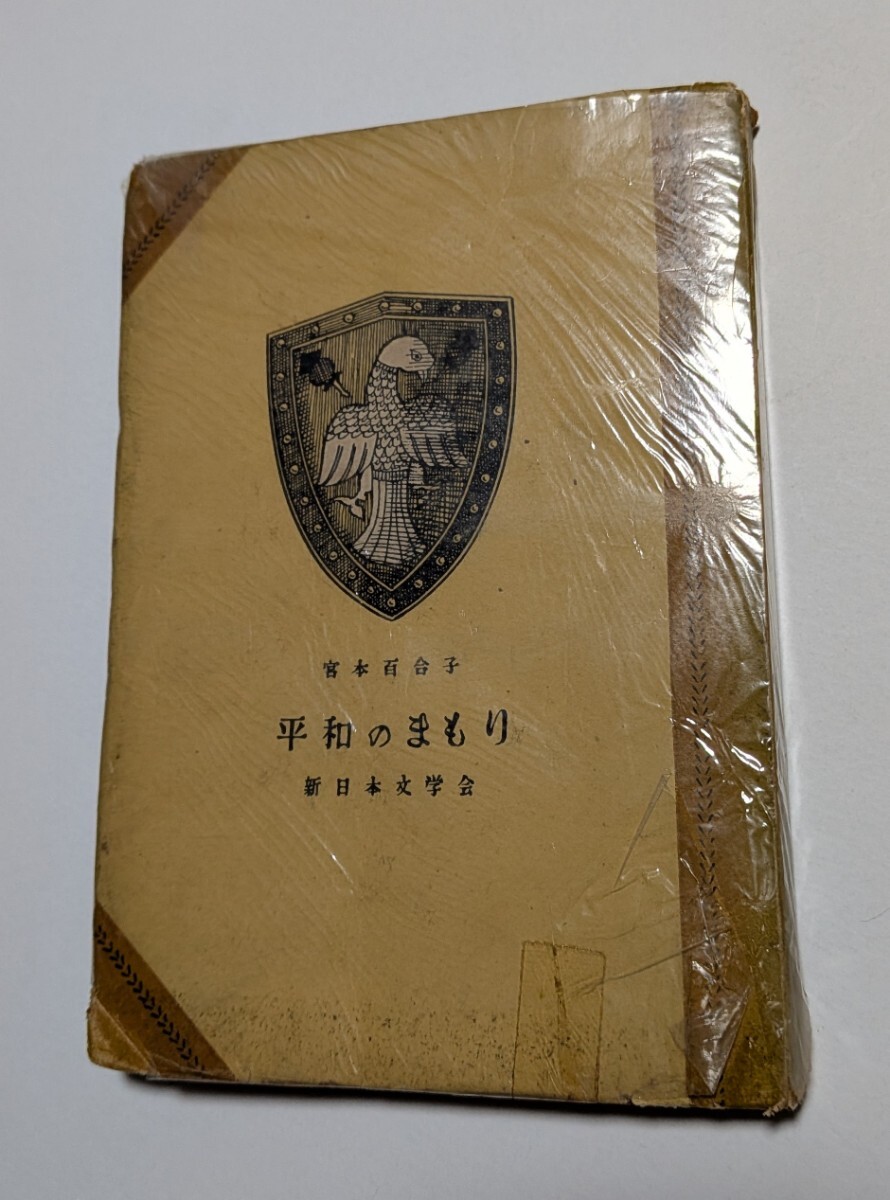 宮本百合子
平和のまもり
新日本文学会